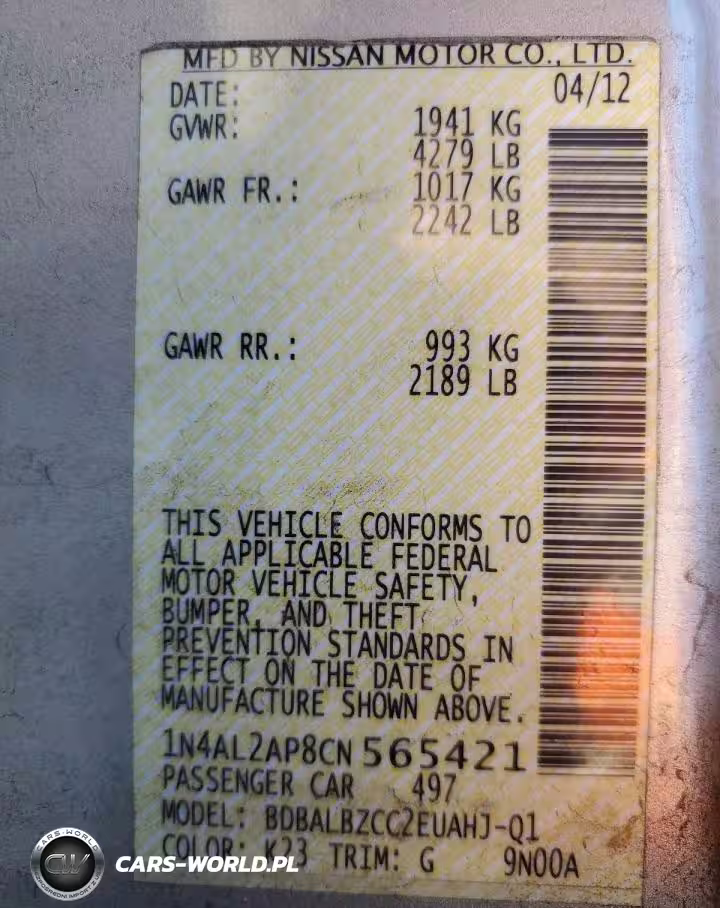 MFD BY NISSAN MOTOR CO., LTD.
DATE: 04/12
GVWR: 1941 KG
4279 LB
GAWR FR.: 1017 KG
2242 LB
GAWR RR.: 993 KG
2189 LB
THIS VEHICLE CONFORMS TO
ALL APPLICABLE FEDERAL
MOTOR VEHICLE SAFETY,
BUMPER, AND THEFT
PREVENTION STANDARDS IN
EFFECT ON THE DATE OF
MANUFACTURE SHOWN ABOVE.
1N4AL2AP8CN565421
PASSENGER CAR 497
MODEL: BDBALBZCC2EUAHJ-Q1
COLOR: K23 TRIM: G 9N00A
CARS-WORLD
CW
CARS-WORLD.PL